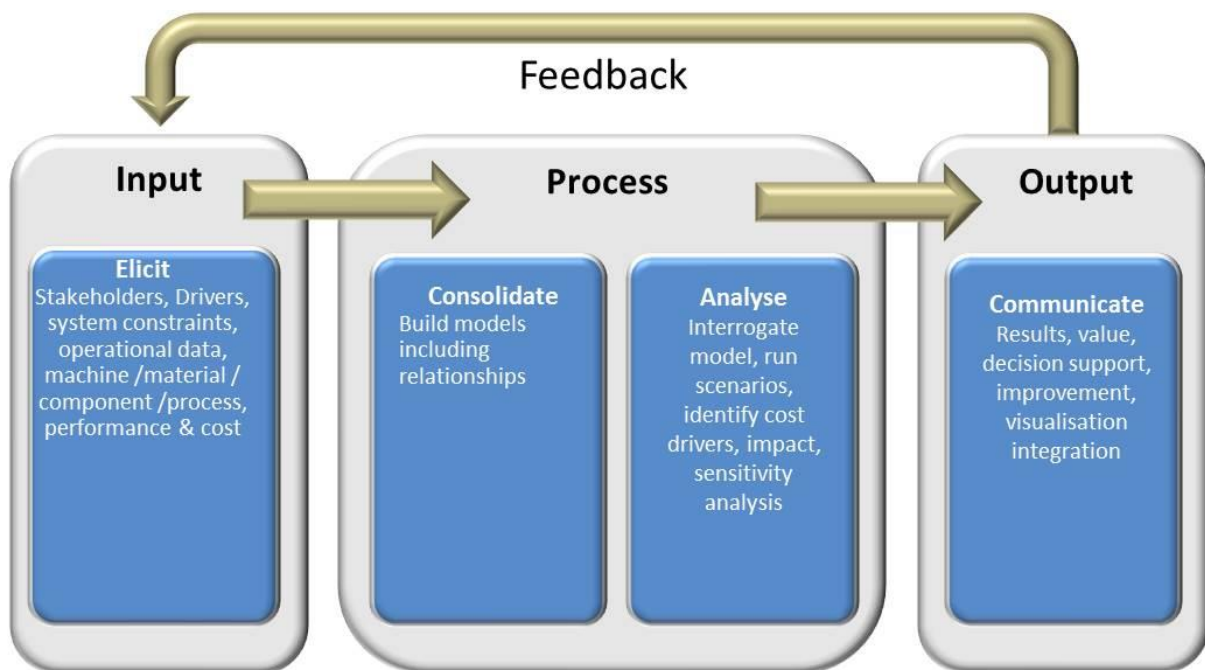 Feedback
Input
Elicit
Stakeholders, Drivers,
system constraints,
operational data,
machine /material /
component /process,
performance & cost
Process
Consolidate
Build models
including
relationships
Analyse
Interrogate
model, run
scenarios,
identify cost
drivers, impact,
sensitivity
analysis
Output
Communicate
Results, value,
decision support,
improvement,
visualisation
integration